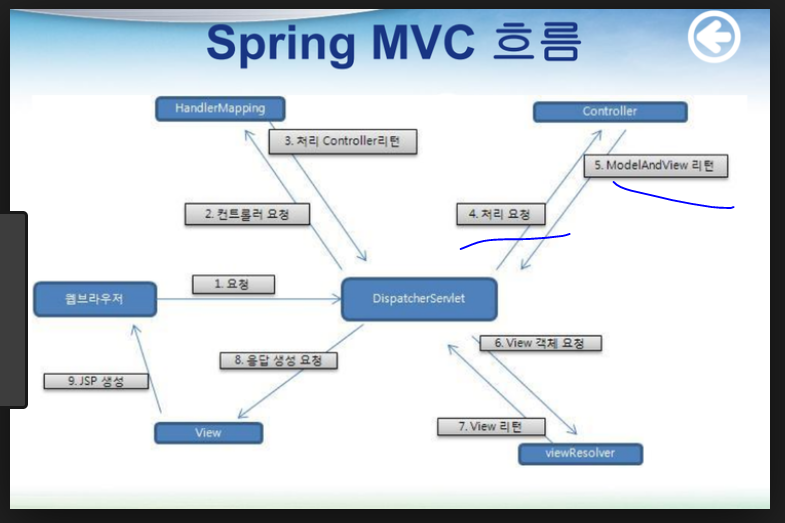 Spring MVC 흐름
HandlerMapping
Controller
3. 처리 Controller리턴
5. ModelAndView 리턴
2. 컨트롤러 요청
4. 처리 요청
1. 요청
웹브라우저
DispatcherServlet
6. View 객체 요청
8. 응답 생성 요청
9. JSP 생성
7. View 리턴
View
viewResolver